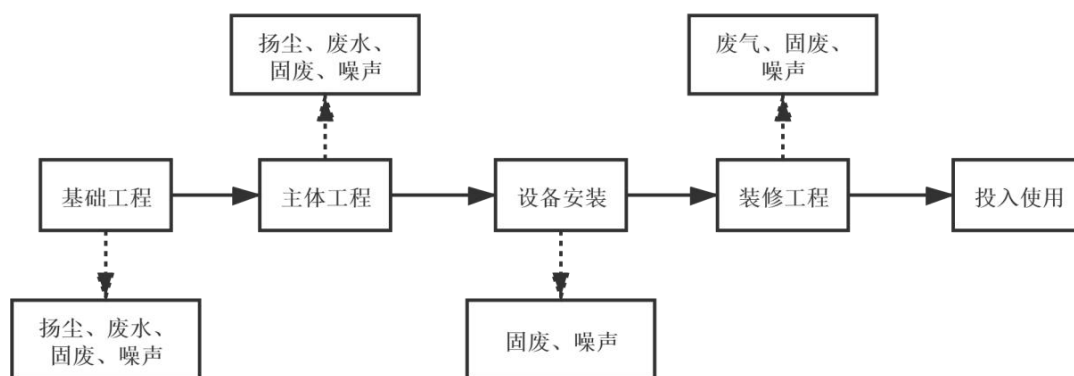 扬尘、废水、
固废、噪声
废气、固废、
噪声
基础工程
主体工程
设备安装
装修工程
投入使用
扬尘、废水、
固废、噪声
固废、噪声